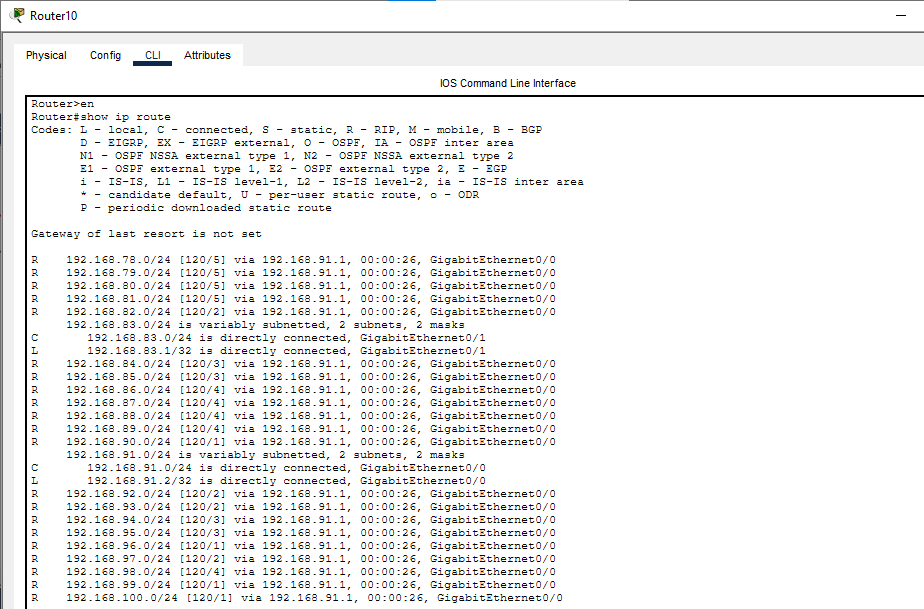 Router10
Physical Config CLI Attributes
IOS Command Line Interface
Router>en
Router#show ip route
Codes: L - local, C - connected, S - static, R - RIP, M - mobile, B - BGP
D - EIGRP, EX - EIGRP external, O - OSPF, IA - OSPF inter area
N1 - OSPF NSSA external type 1, N2 - OSPF NSSA external type 2
E1 - OSPF external type 1, E2 - OSPF external type 2, E - EGP
i - IS-IS, L1 - IS-IS level-1, L2 - IS-IS level-2, ia - IS-IS inter area
* - candidate default, U - per-user static route, o - ODR
P - periodic downloaded static route
Gateway of last resort is not set
R 192.168.78.0/24 [120/5] via 192.168.91.1, 00:00:26, GigabitEthernet0/0
R 192.168.79.0/24 [120/5] via 192.168.91.1, 00:00:26, GigabitEthernet0/0
R 192.168.80.0/24 [120/5] via 192.168.91.1, 00:00:26, GigabitEthernet0/0
R 192.168.81.0/24 [120/5] via 192.168.91.1, 00:00:26, GigabitEthernet0/0
R 192.168.82.0/24 [120/2] via 192.168.91.1, 00:00:26, GigabitEthernet0/0
192.168.83.0/24 is variably subnetted, 2 subnets, 2 masks
C 192.168.83.0/24 is directly connected, GigabitEthernet0/1
L 192.168.83.1/32 is directly connected, GigabitEthernet0/1
R 192.168.84.0/24 [120/3] via 192.168.91.1, 00:00:26, GigabitEthernet0/0
R 192.168.85.0/24 [120/3] via 192.168.91.1, 00:00:26, GigabitEthernet0/0
R 192.168.86.0/24 [120/4] via 192.168.91.1, 00:00:26, GigabitEthernet0/0
R 192.168.87.0/24 [120/4] via 192.168.91.1, 00:00:26, GigabitEthernet0/0
R 192.168.88.0/24 [120/4] via 192.168.91.1, 00:00:26, GigabitEthernet0/0
R 192.168.89.0/24 [120/4] via 192.168.91.1, 00:00:26, GigabitEthernet0/0
R 192.168.90.0/24 [120/1] via 192.168.91.1, 00:00:26, GigabitEthernet0/0
192.168.91.0/24 is variably subnetted, 2 subnets, 2 masks
C 192.168.91.0/24 is directly connected, GigabitEthernet0/0
L 192.168.91.2/32 is directly connected, GigabitEthernet0/0
R 192.168.92.0/24 [120/2] via 192.168.91.1, 00:00:26, GigabitEthernet0/0
R 192.168.93.0/24 [120/2] via 192.168.91.1, 00:00:26, GigabitEthernet0/0
R 192.168.94.0/24 [120/3] via 192.168.91.1, 00:00:26, GigabitEthernet0/0
R 192.168.95.0/24 [120/3] via 192.168.91.1, 00:00:26, GigabitEthernet0/0
R 192.168.96.0/24 [120/1] via 192.168.91.1, 00:00:26, GigabitEthernet0/0
R 192.168.97.0/24 [120/2] via 192.168.91.1, 00:00:26, GigabitEthernet0/0
R 192.168.98.0/24 [120/4] via 192.168.91.1, 00:00:26, GigabitEthernet0/0
R 192.168.99.0/24 [120/1] via 192.168.91.1, 00:00:26, GigabitEthernet0/0
R 192.168.100.0/24 [120/1] via 192.168.91.1, 00:00:26, GigabitEthernet0/0